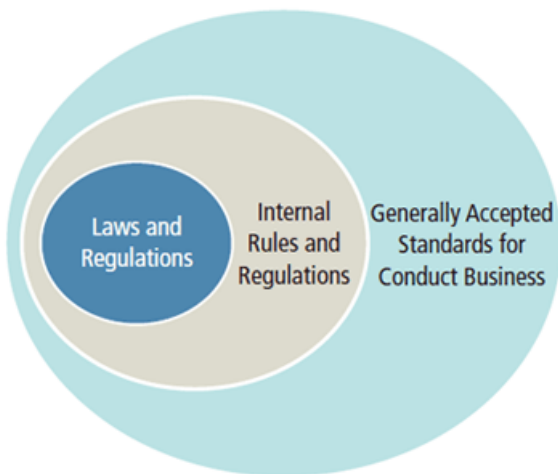 Laws and
Regulations
Internal
Rules and
Regulations
Generally Accepted
Standards for
Conduct Business